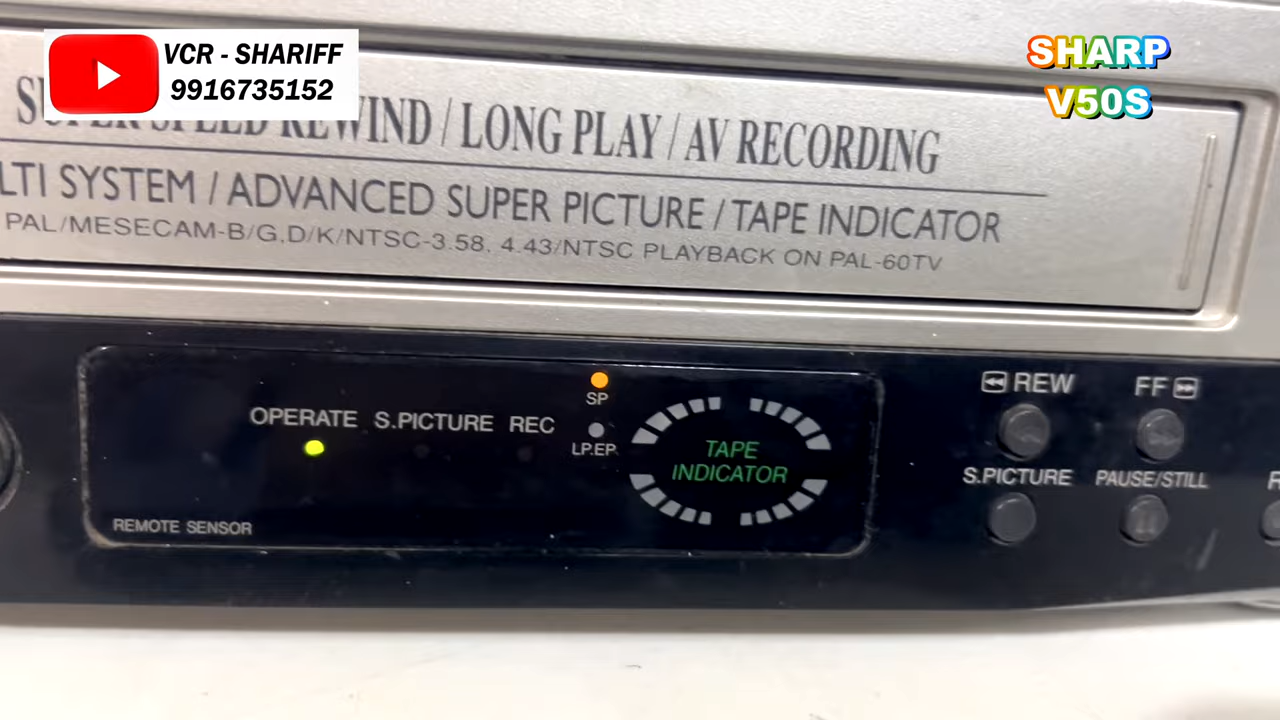 VCR - SHARIFF
9916735152
SHARP
V50S
SUPER SPEED REWIND / LONG PLAY / AV RECORDING
LTI SYSTEM / ADVANCED SUPER PICTURE / TAPE INDICATOR
PAL/MESECAM-B/G,D/K/NTSC-3.58, 4.43/NTSC PLAYBACK ON PAL-60TV
OPERATE S.PICTURE REC
SP
LP.EP
TAPE
INDICATOR
REMOTE SENSOR
REW
FF
S.PICTURE
PAUSE/STILL
R